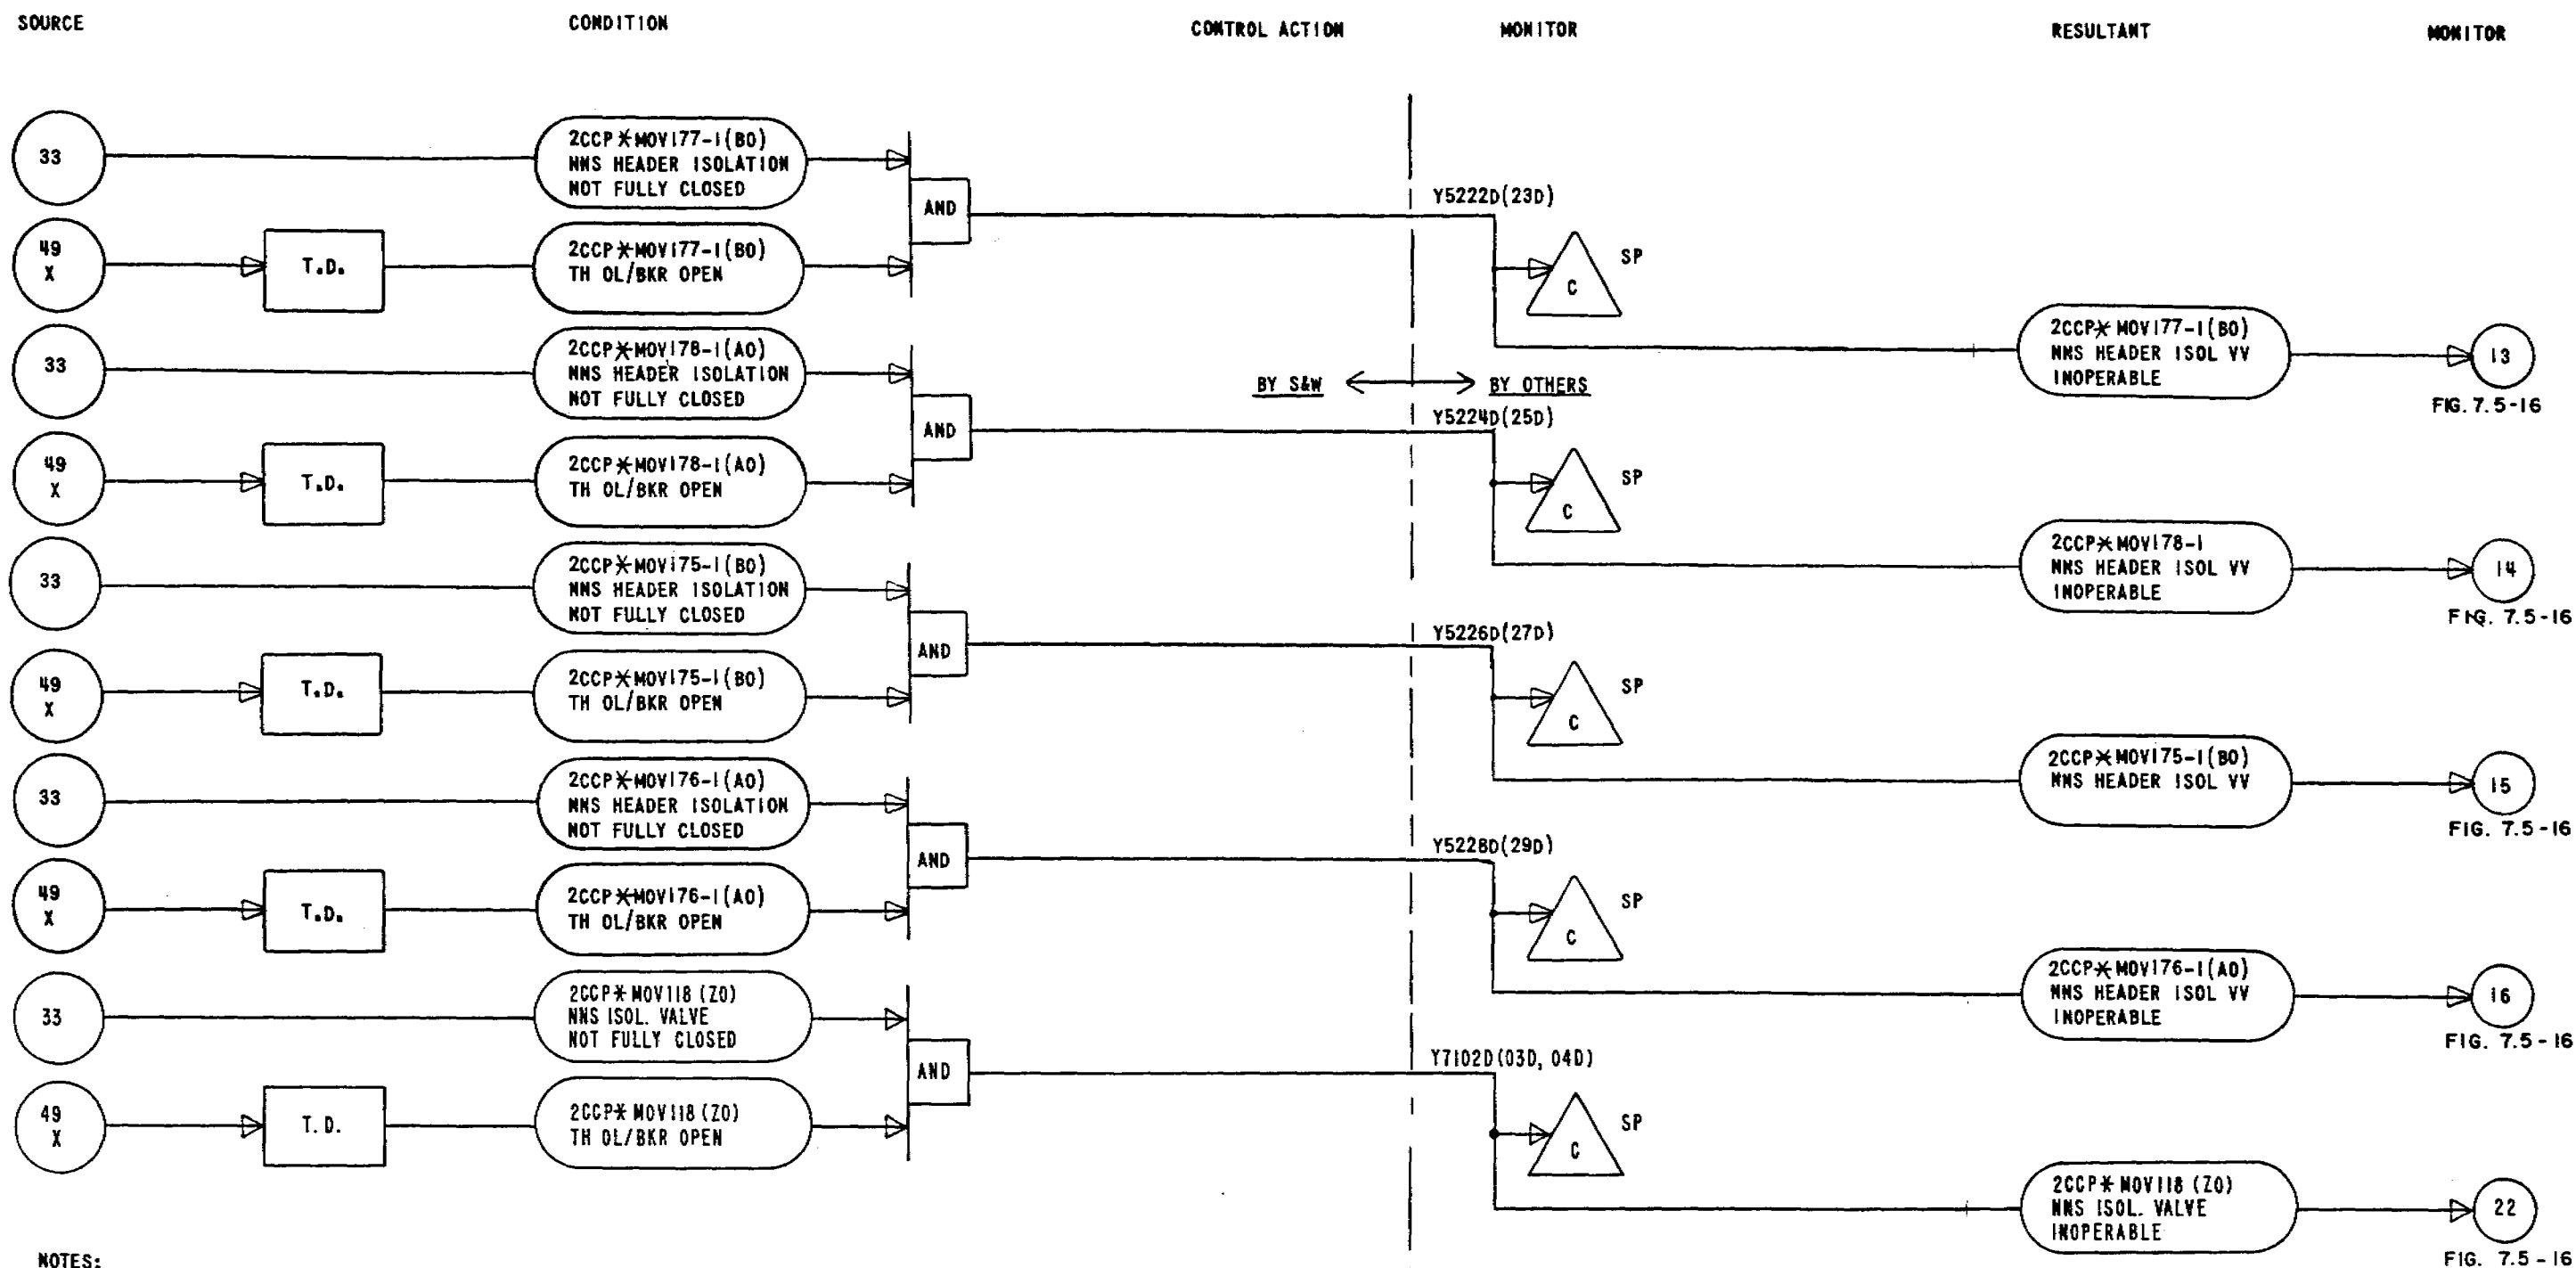 SOURCE CONDITION CONTROL ACTION MONITOR RESULTANT MONITOR
33
2CCP*MOV177-1(BO)
NNS HEADER ISOLATION
NOT FULLY CLOSED
AND
Y5222D(23D)
49
X
T.D.
2CCP*MOV177-1(BO)
TH OL/BKR OPEN
SP
C
2CCP*MOV177-1(BO)
NNS HEADER ISOL VV
INOPERABLE
13
FIG. 7.5-16
BY S&W
BY OTHERS
33
2CCP*MOV178-1(AO)
NNS HEADER ISOLATION
NOT FULLY CLOSED
AND
Y5224D(25D)
49
X
T.D.
2CCP*MOV178-1(AO)
TH OL/BKR OPEN
SP
C
2CCP*MOV178-1
NNS HEADER ISOL VV
INOPERABLE
14
FIG. 7.5-16
33
2CCP*MOV175-1(BO)
NNS HEADER ISOLATION
NOT FULLY CLOSED
AND
Y5226D(27D)
49
X
T.D.
2CCP*MOV175-1(BO)
TH OL/BKR OPEN
SP
C
2CCP*MOV175-1(BO)
NNS HEADER ISOL VV
15
FIG. 7.5-16
33
2CCP*MOV176-1(AO)
NNS HEADER ISOLATION
NOT FULLY CLOSED
AND
Y5228D(29D)
49
X
T.D.
2CCP*MOV176-1(AO)
TH OL/BKR OPEN
SP
C
2CCP*MOV176-1(AO)
NNS HEADER ISOL VV
INOPERABLE
16
FIG. 7.5-16
33
2CCP*MOV118 (ZO)
NNS ISOL. VALVE
NOT FULLY CLOSED
AND
Y7102D(03D, 04D)
49
X
T.D.
2CCP*MOV118 (ZO)
TH OL/BKR OPEN
SP
C
2CCP*MOV118 (ZO)
NNS ISOL. VALVE
INOPERABLE
22
FIG. 7.5-16
NOTES: